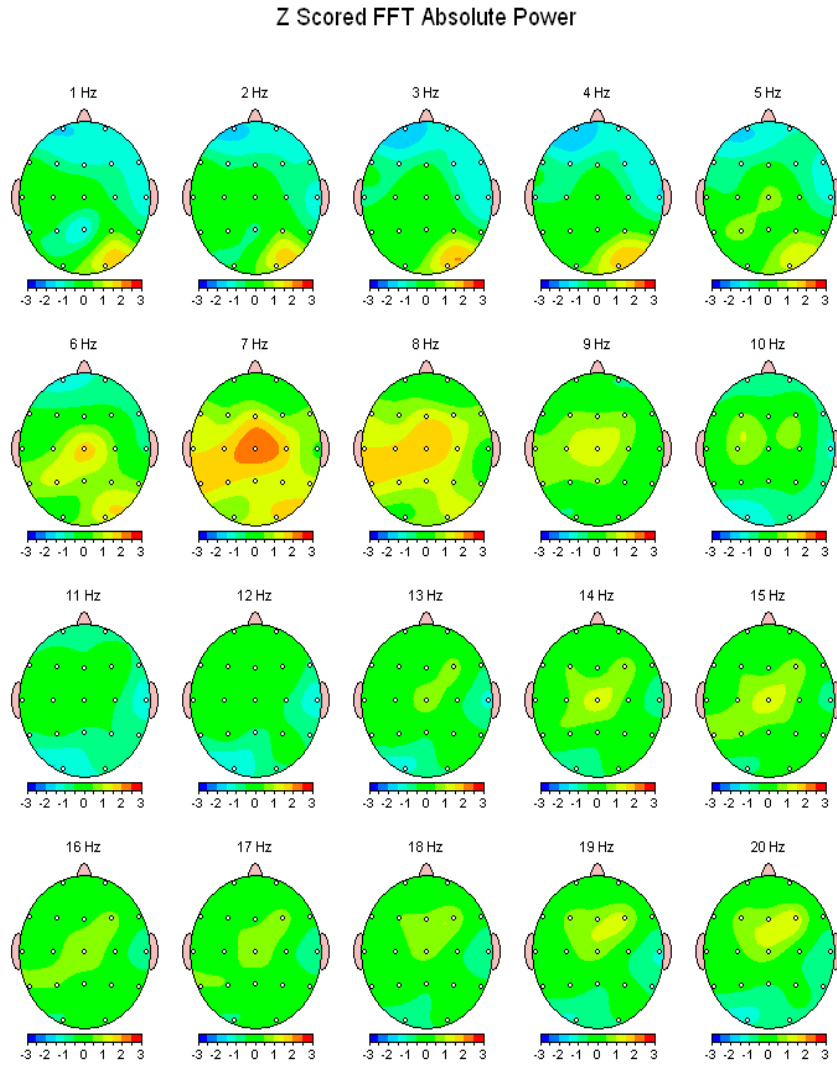 Z Scored FFT Absolute Power
1 Hz 2 Hz 3 Hz 4 Hz 5 Hz
-3 -2 -1 0 1 2 3 -3 -2 -1 0 1 2 3 -3 -2 -1 0 1 2 3 -3 -2 -1 0 1 2 3 -3 -2 -1 0 1 2 3
6 Hz 7 Hz 8 Hz 9 Hz 10 Hz
-3 -2 -1 0 1 2 3 -3 -2 -1 0 1 2 3 -3 -2 -1 0 1 2 3 -3 -2 -1 0 1 2 3 -3 -2 -1 0 1 2 3
11 Hz 12 Hz 13 Hz 14 Hz 15 Hz
-3 -2 -1 0 1 2 3 -3 -2 -1 0 1 2 3 -3 -2 -1 0 1 2 3 -3 -2 -1 0 1 2 3 -3 -2 -1 0 1 2 3
16 Hz 17 Hz 18 Hz 19 Hz 20 Hz
-3 -2 -1 0 1 2 3 -3 -2 -1 0 1 2 3 -3 -2 -1 0 1 2 3 -3 -2 -1 0 1 2 3 -3 -2 -1 0 1 2 3